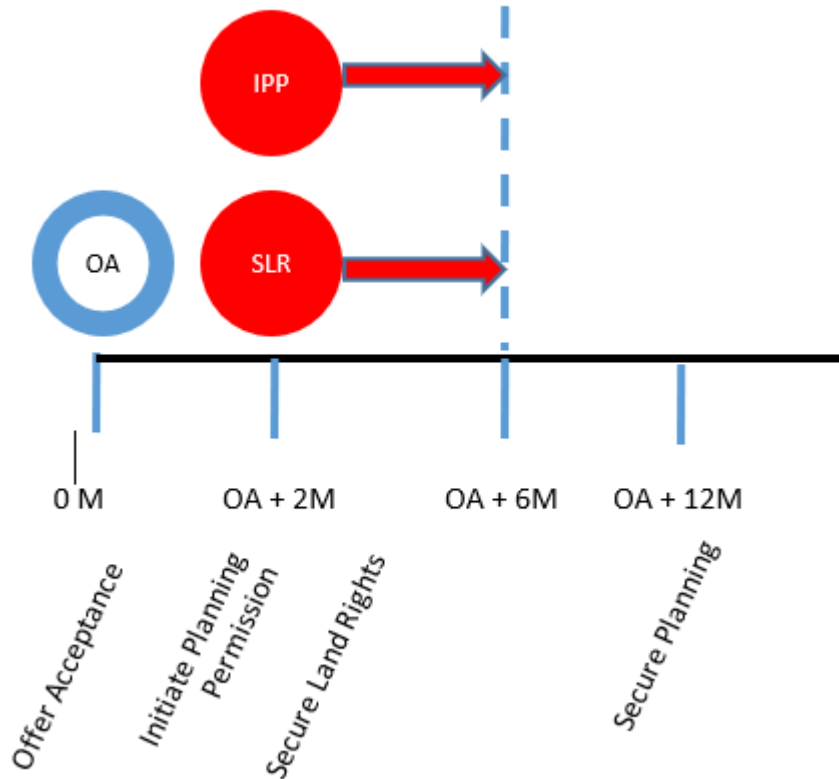 IPP
OA
SLR
0 M
OA + 2M
OA + 6M
OA + 12M
Offer Acceptance
Initiate Planning
Permission
Secure Land Rights
Secure Planning